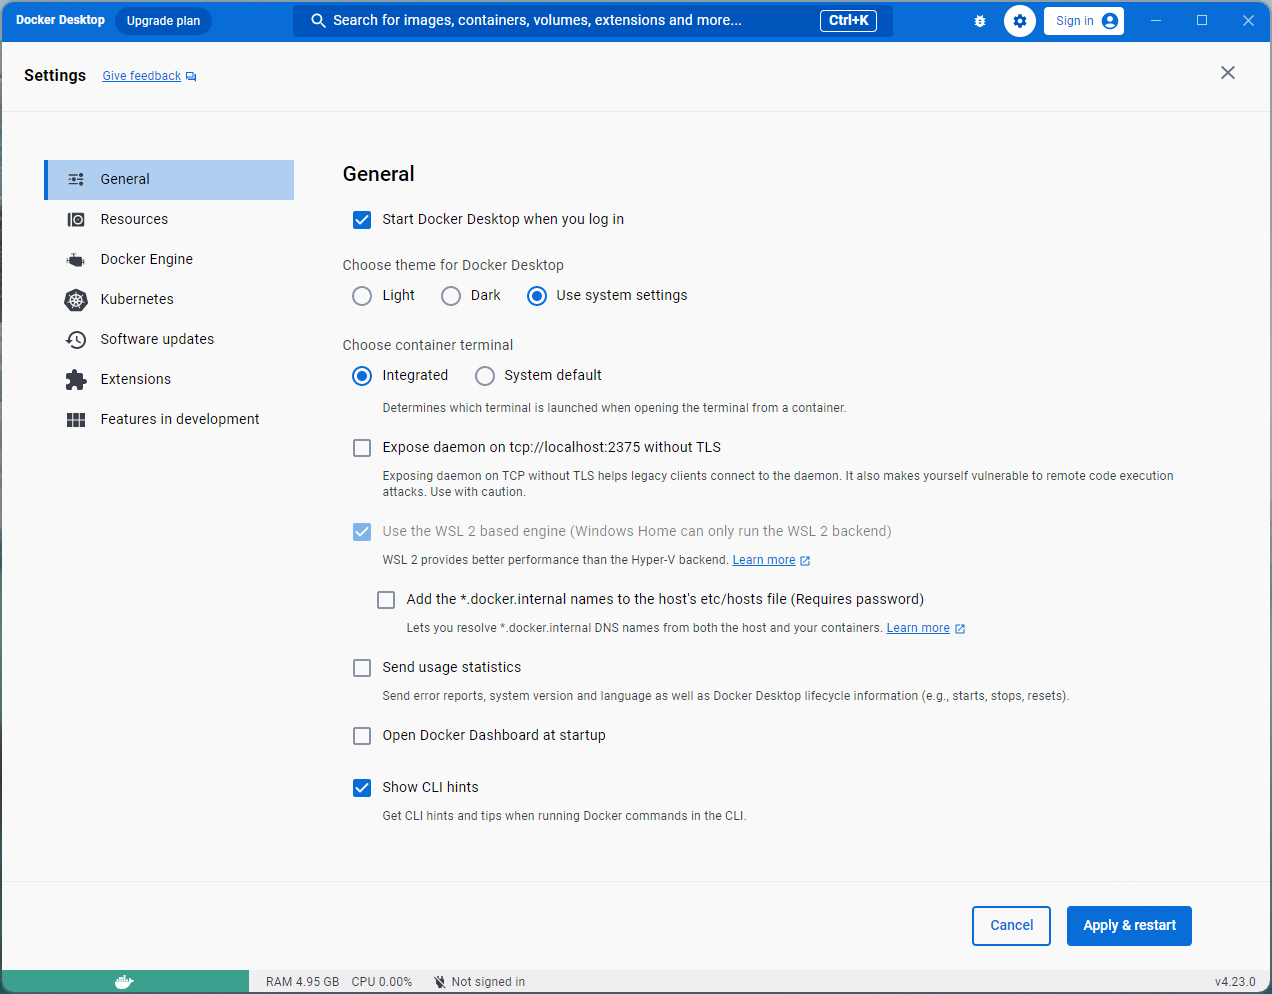 Docker Desktop Upgrade plan Search for images, containers, volumes, extensions and more... Ctrl+K Sign in
Settings Give feedback
General
Resources
Docker Engine
Kubernetes
Software updates
Extensions
Features in development
General
Start Docker Desktop when you log in
Choose theme for Docker Desktop
Light Dark Use system settings
Choose container terminal
Integrated System default
Determines which terminal is launched when opening the terminal from a container.
Expose daemon on tcp://localhost:2375 without TLS
Exposing daemon on TCP without TLS helps legacy clients connect to the daemon. It also makes yourself vulnerable to remote code execution
attacks. Use with caution.
Use the WSL 2 based engine (Windows Home can only run the WSL 2 backend)
WSL 2 provides better performance than the Hyper-V backend. Learn more
Add the *.docker.internal names to the host's etc/hosts file (Requires password)
Lets you resolve *.docker.internal DNS names from both the host and your containers. Learn more
Send usage statistics
Send error reports, system version and language as well as Docker Desktop lifecycle information (e.g., starts, stops, resets).
Open Docker Dashboard at startup
Show CLI hints
Get CLI hints and tips when running Docker commands in the CLI.
Cancel Apply & restart
RAM 4.95 GB CPU 0.00% Not signed in v4.23.0